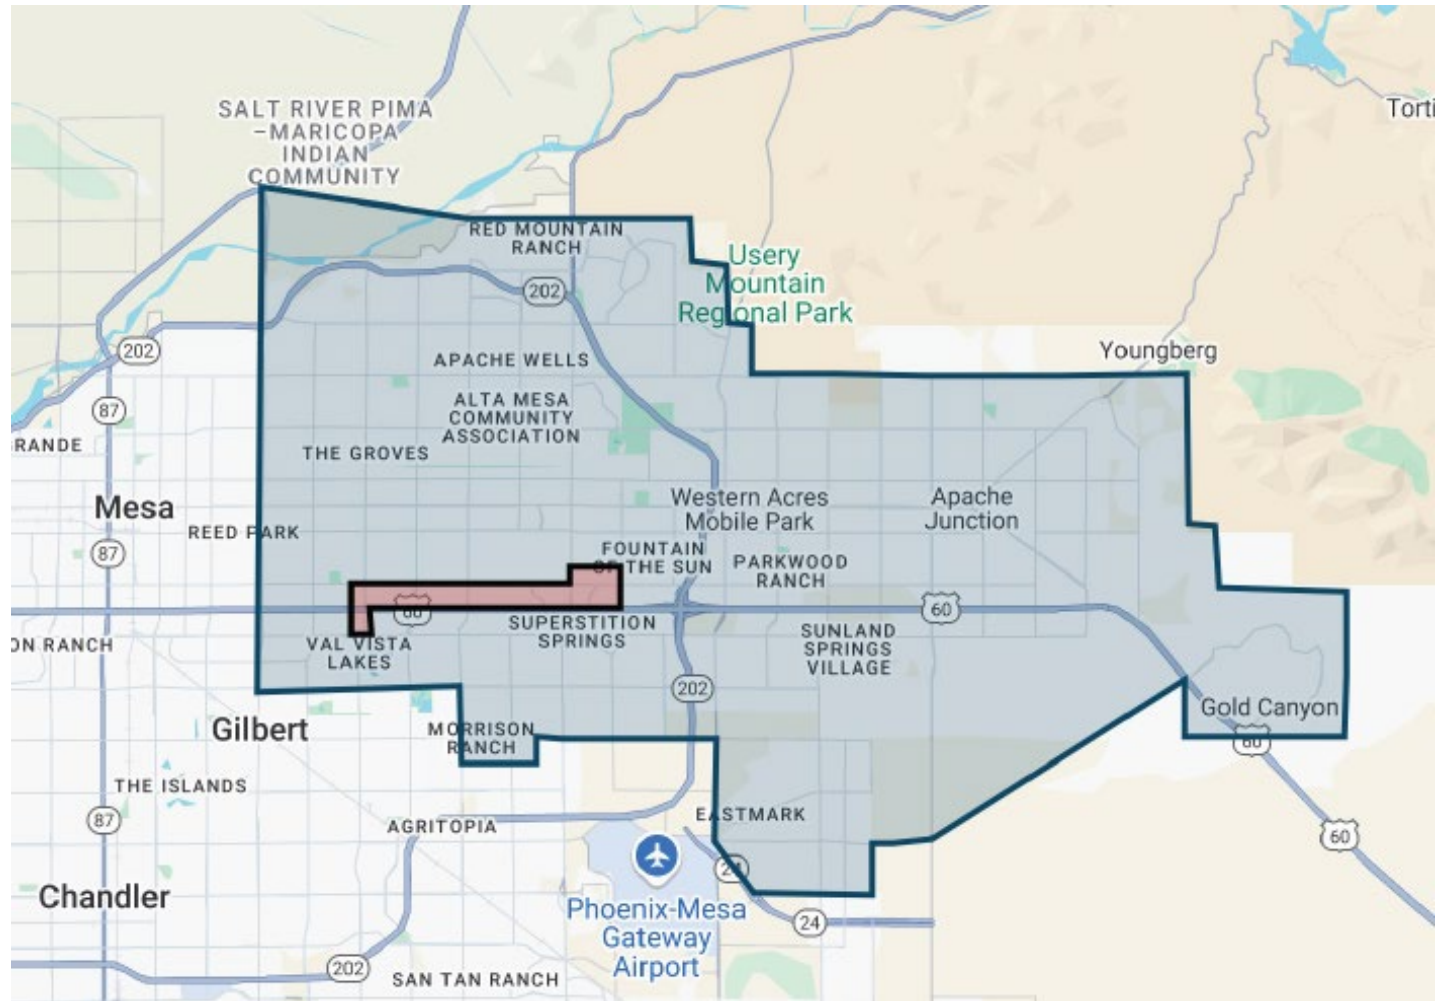 SALT RIVER PIMA
–MARICOPA
INDIAN
COMMUNITY
Torti
RED MOUNTAIN
RANCH
Usery
Mountain
Regional Park
202
202
Youngberg
APACHE WELLS
87
ALTA MESA
COMMUNITY
ASSOCIATION
RANDE
THE GROVES
Mesa
Western Acres
Mobile Park
Apache
Junction
REED PARK
87
FOUNTAIN
OF THE SUN
PARKWOOD
RANCH
60
60
SUPERSTITION
SPRINGS
SUNLAND
SPRINGS
VILLAGE
ON RANCH
VAL VISTA
LAKES
202
Gold Canyon
Gilbert
MORRISON
RANCH
60
THE ISLANDS
87
AGRITOPIA
EASTMARK
60
24
Chandler
Phoenix-Mesa
Gateway
Airport
24
202
SAN TAN RANCH